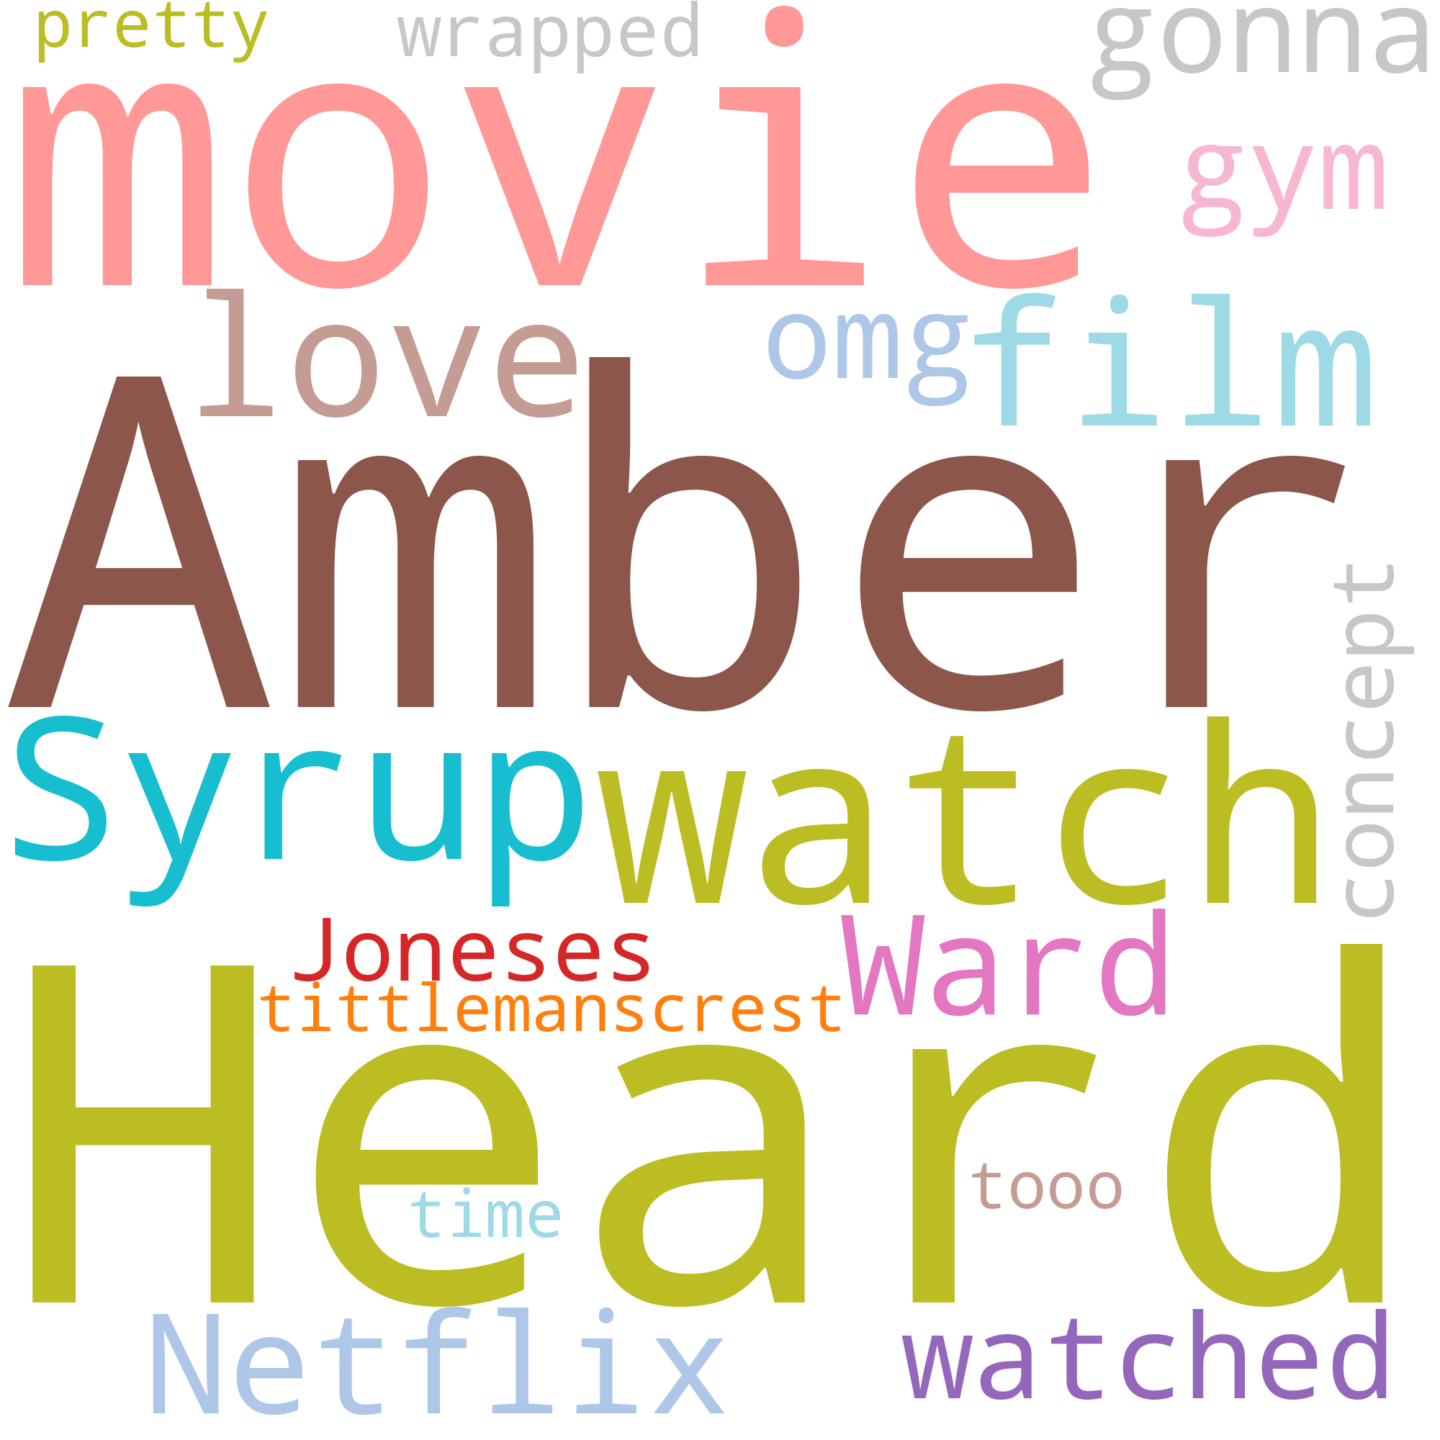 pretty
wrapped
gonna
movie
gym
love
omg
film
Amber
concept
Syrup
watch
Joneses
Ward
tittlemanscrest
Heard
time
tooo
Netflix
watched